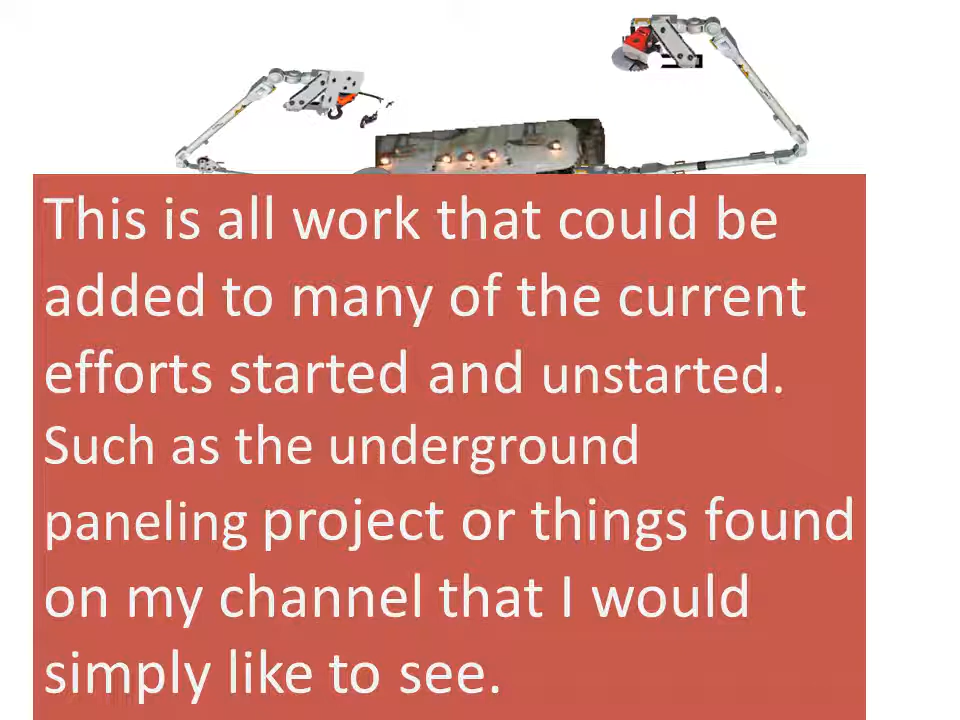 This is all work that could be
added to many of the current
efforts started and unstarted.
Such as the underground
paneling project or things found
on my channel that I would
simply like to see.